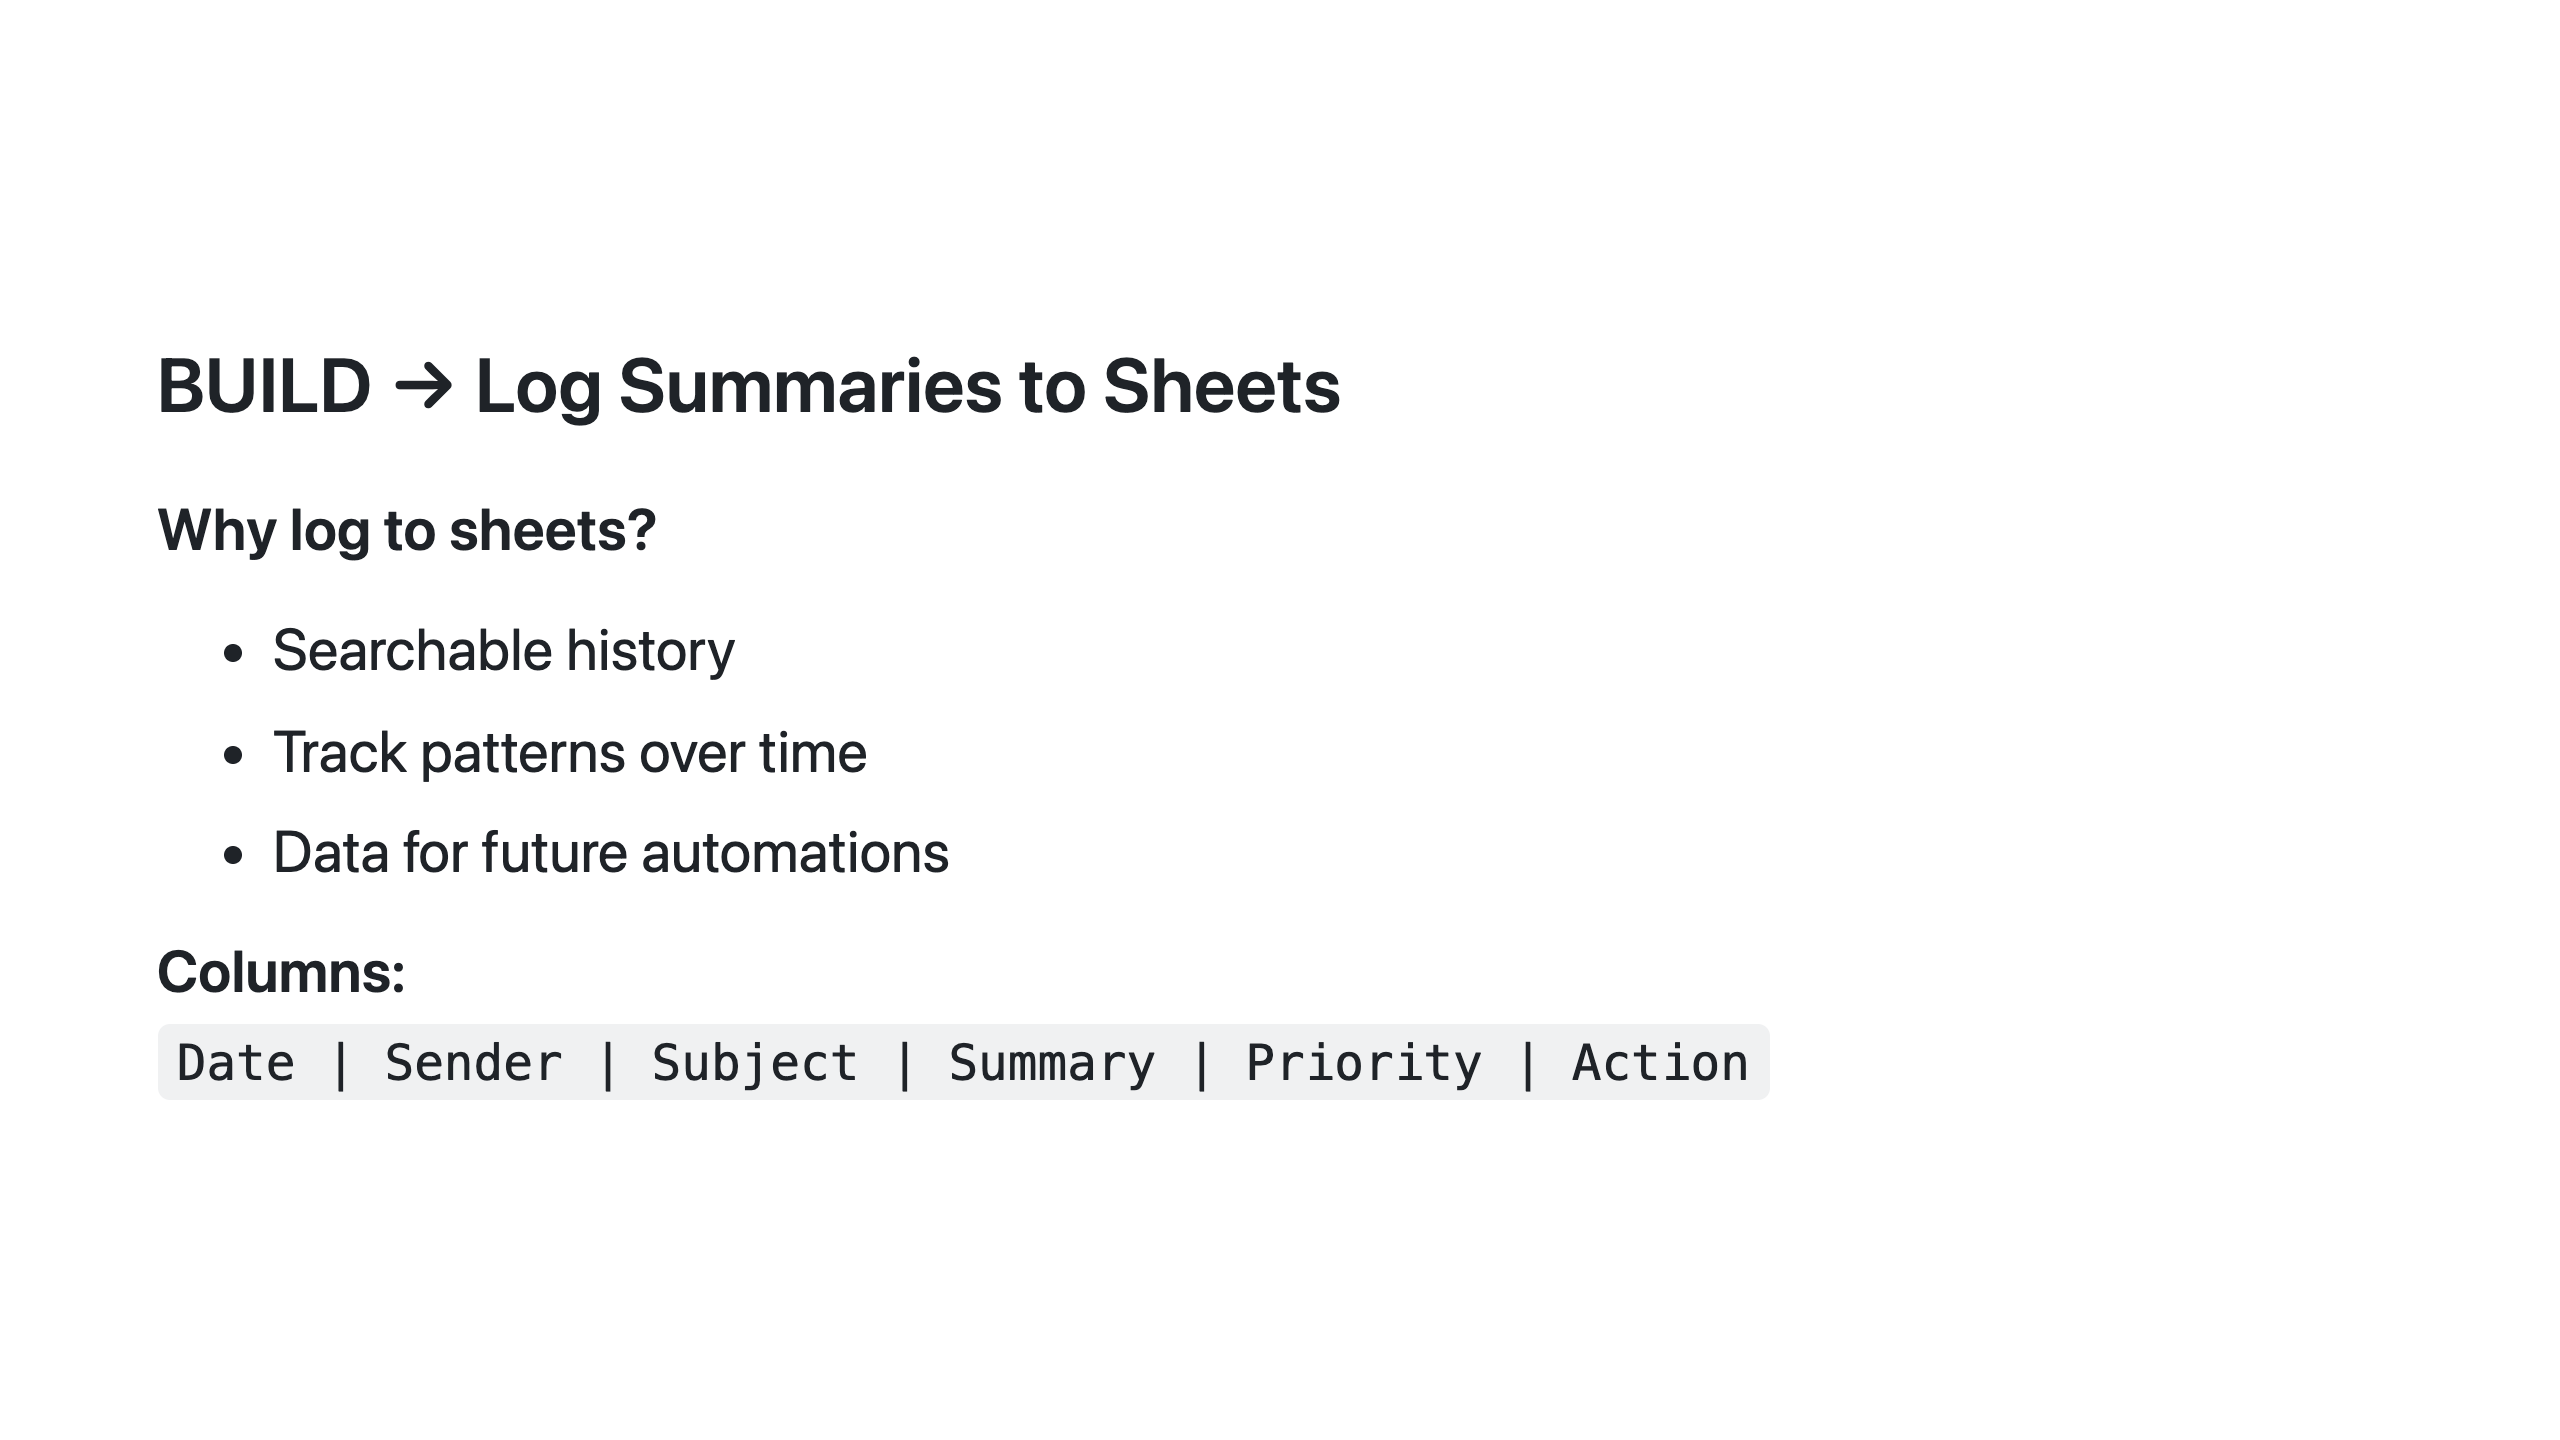 BUILD → Log Summaries to Sheets
Why log to sheets?
• Searchable history
• Track patterns over time
• Data for future automations
Columns:
Date | Sender | Subject | Summary | Priority | Action